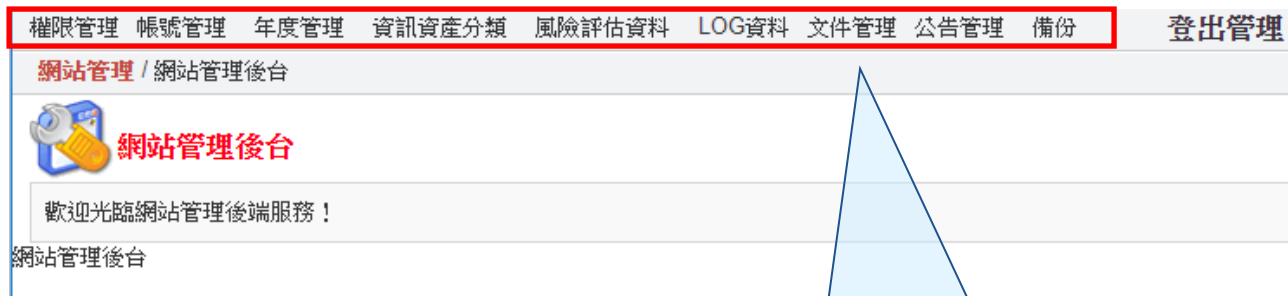 權限管理 帳號管理 年度管理 資訊資產分類 風險評估資料 LOG資料 文件管理 公告管理 備份 登出管理
網站管理 / 網站管理後台
網站管理後台
歡迎光臨網站管理後端服務！
網站管理後台